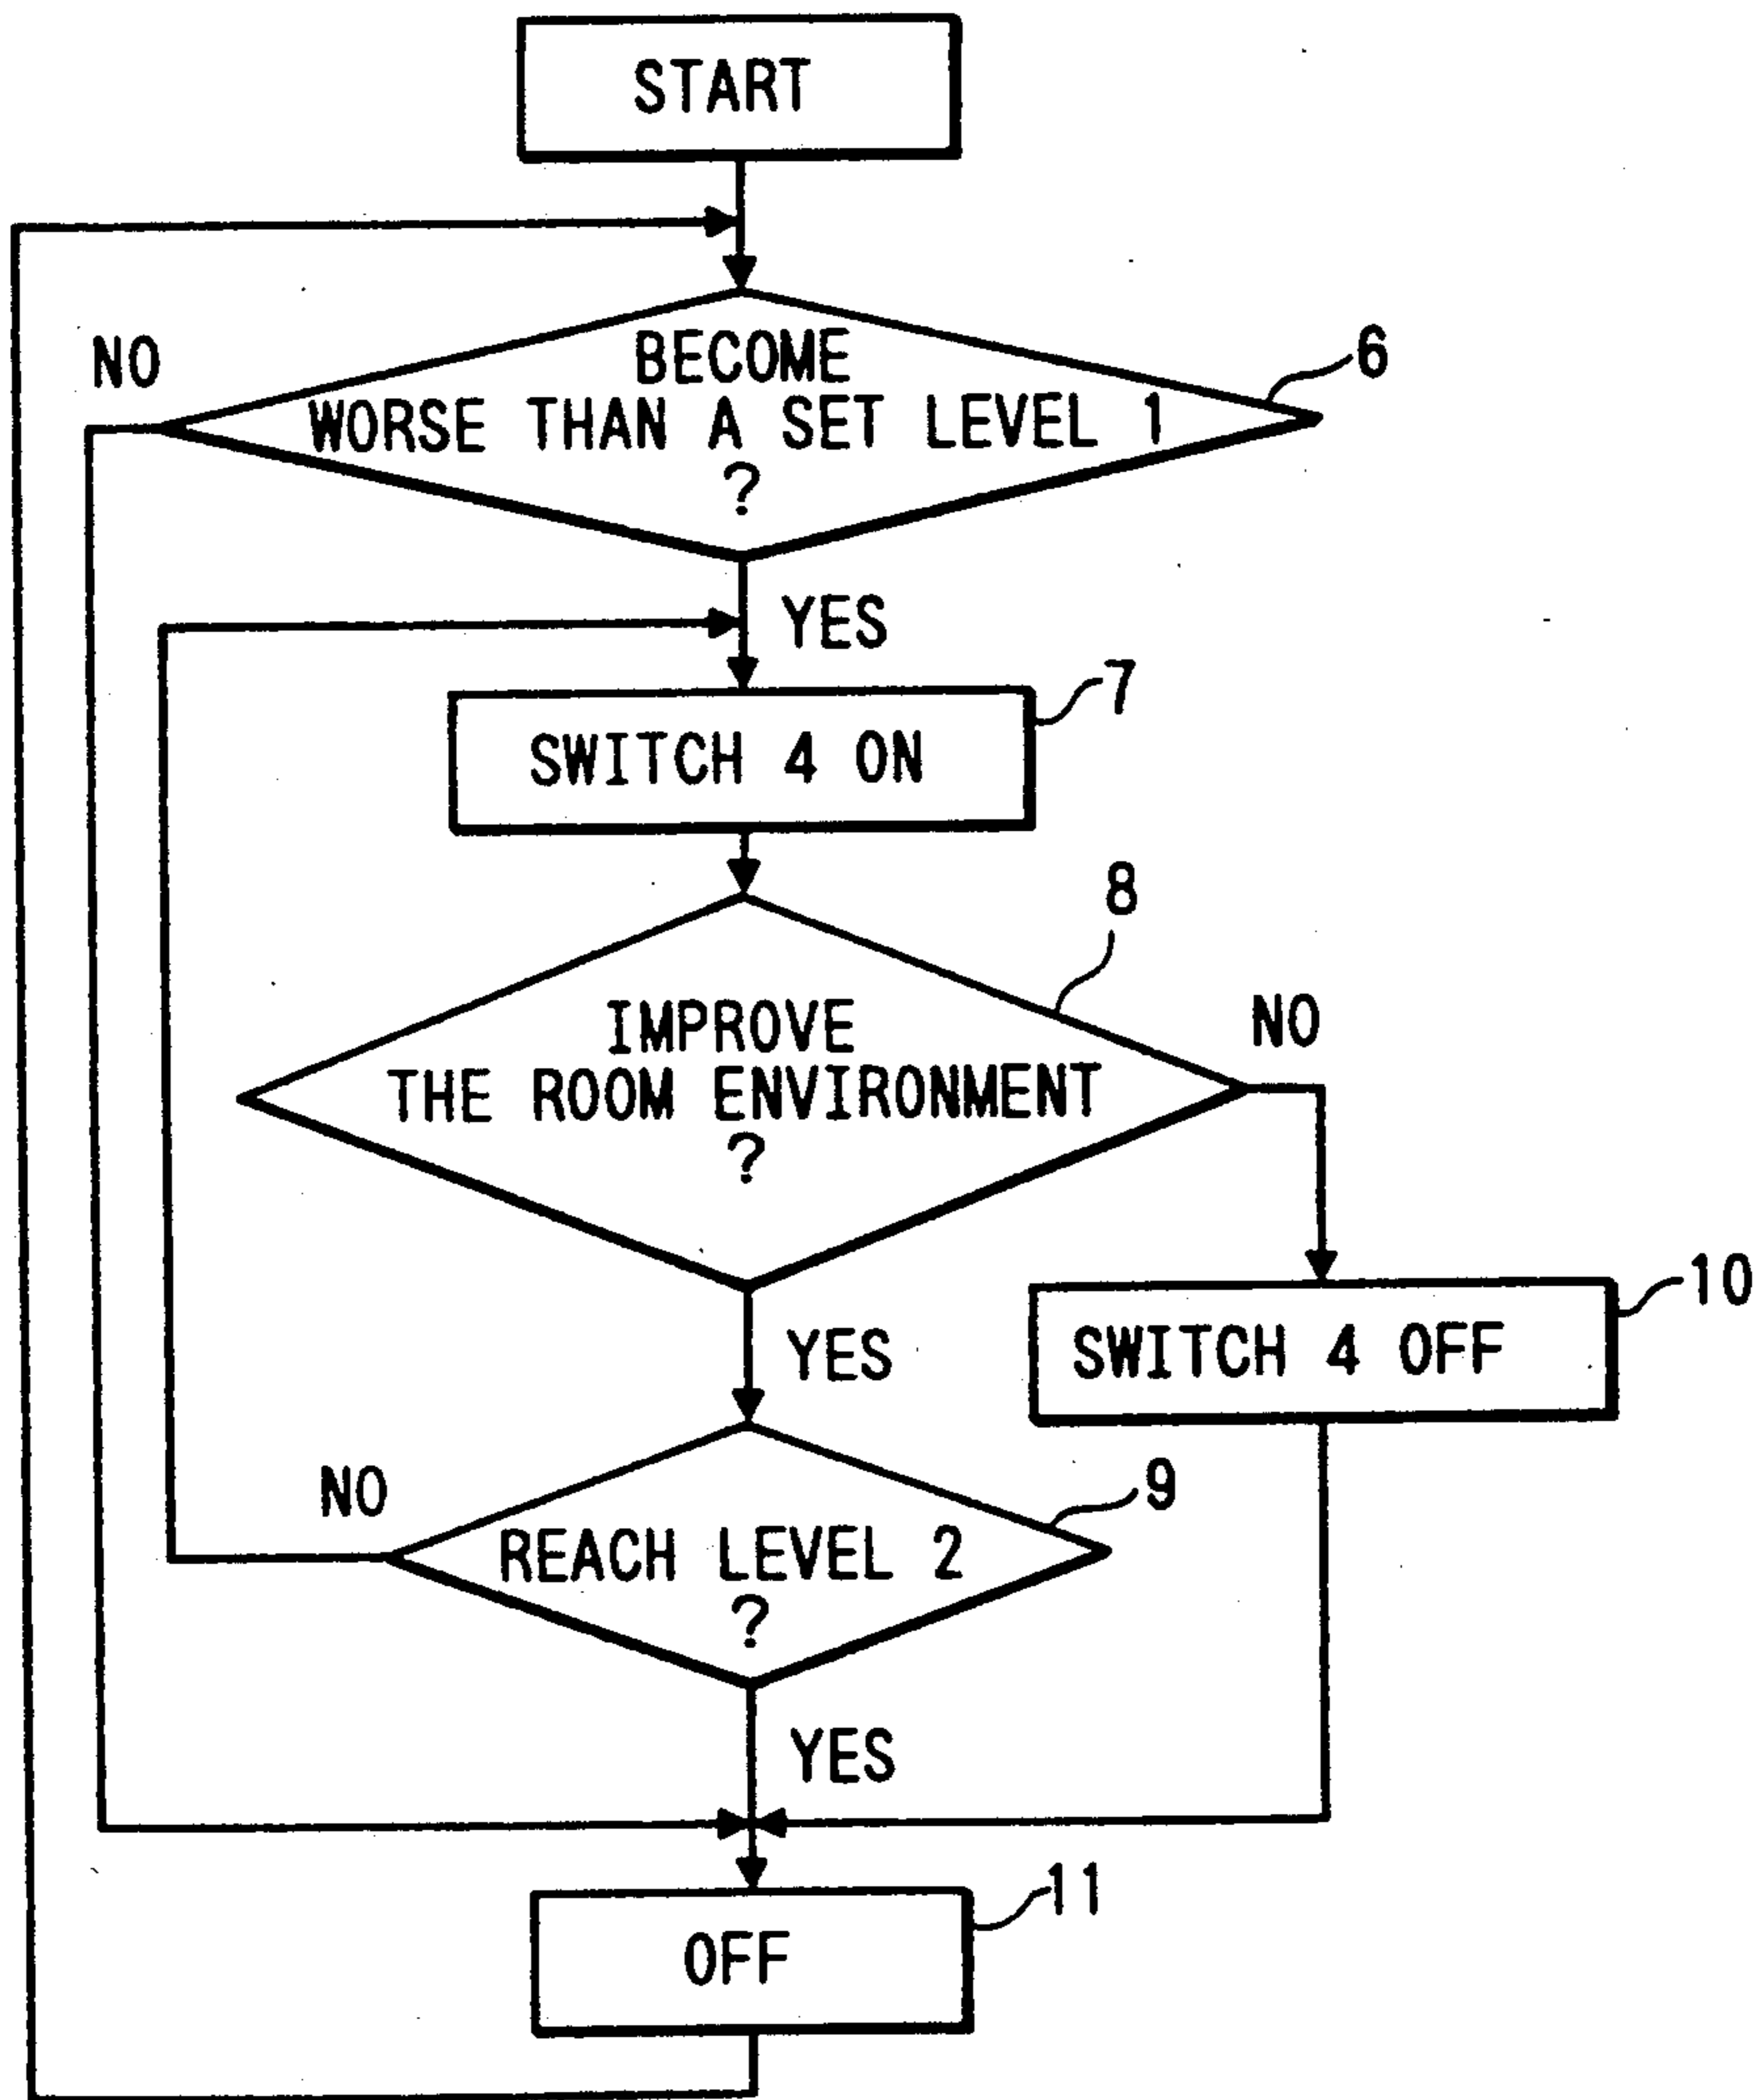 START
NO
BECOME
WORSE THAN A SET LEVEL 1
?
6
YES
7
SWITCH 4 ON
8
IMPROVE
THE ROOM ENVIRONMENT
?
NO
10
SWITCH 4 OFF
YES
NO
9
REACH LEVEL 2
?
YES
11
OFF